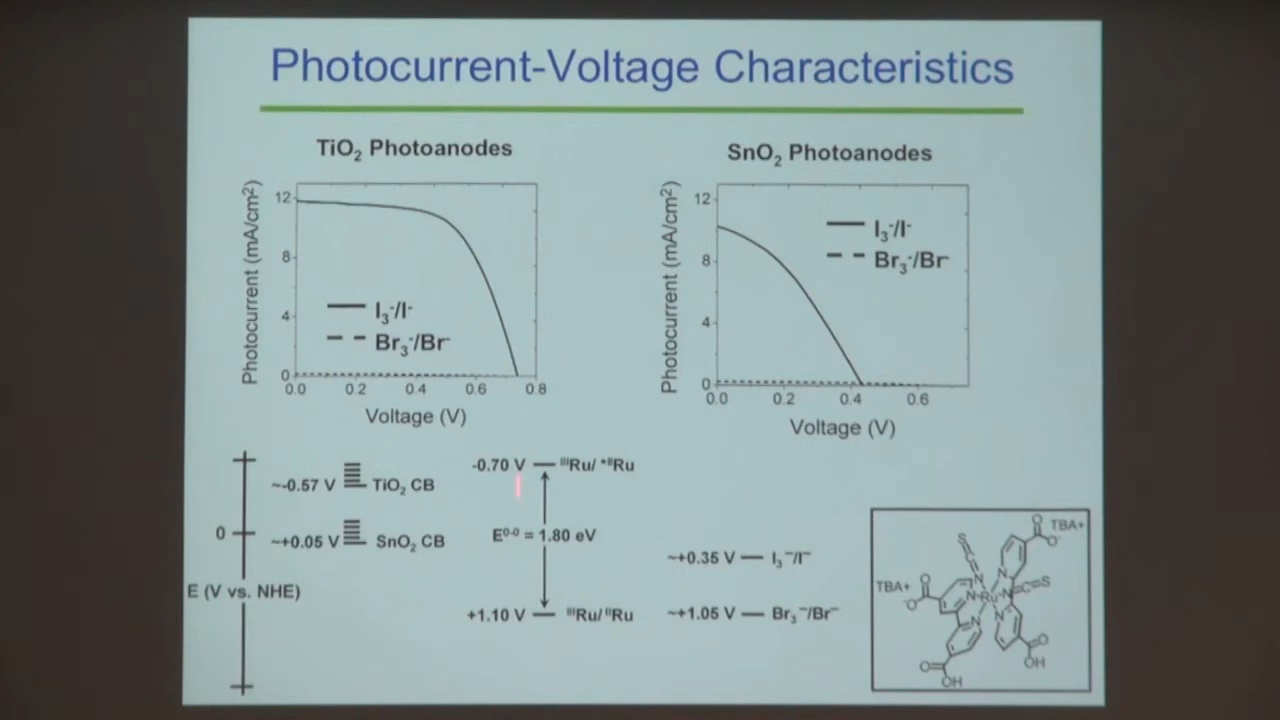 Photocurrent-Voltage Characteristics
TiO₂ Photoanodes
Photocurrent (mA/cm²)
12
8
4
0
0.0 0.2 0.4 0.6 0.8
Voltage (V)
I₃⁻/I⁻
Br₃⁻/Br⁻
SnO₂ Photoanodes
Photocurrent (mA/cm²)
12
8
4
0
0.0 0.2 0.4 0.6
Voltage (V)
I₃⁻/I⁻
Br₃⁻/Br⁻
0
E (V vs. NHE)
~-0.57 V TiO₂ CB
~+0.05 V SnO₂ CB
-0.70 V ᴵᴵᴵRu/ *ᴵᴵRu
E⁰⁻⁰ = 1.80 eV
+1.10 V ᴵᴵᴵRu/ᴵᴵRu
~+0.35 V I₃⁻/I⁻
~+1.05 V Br₃⁻/Br⁻
O TBA+
O⁻
S
C
N
TBA+ O
⁻O
N Ru N=C=S
N N
N
O
OH
O
OH